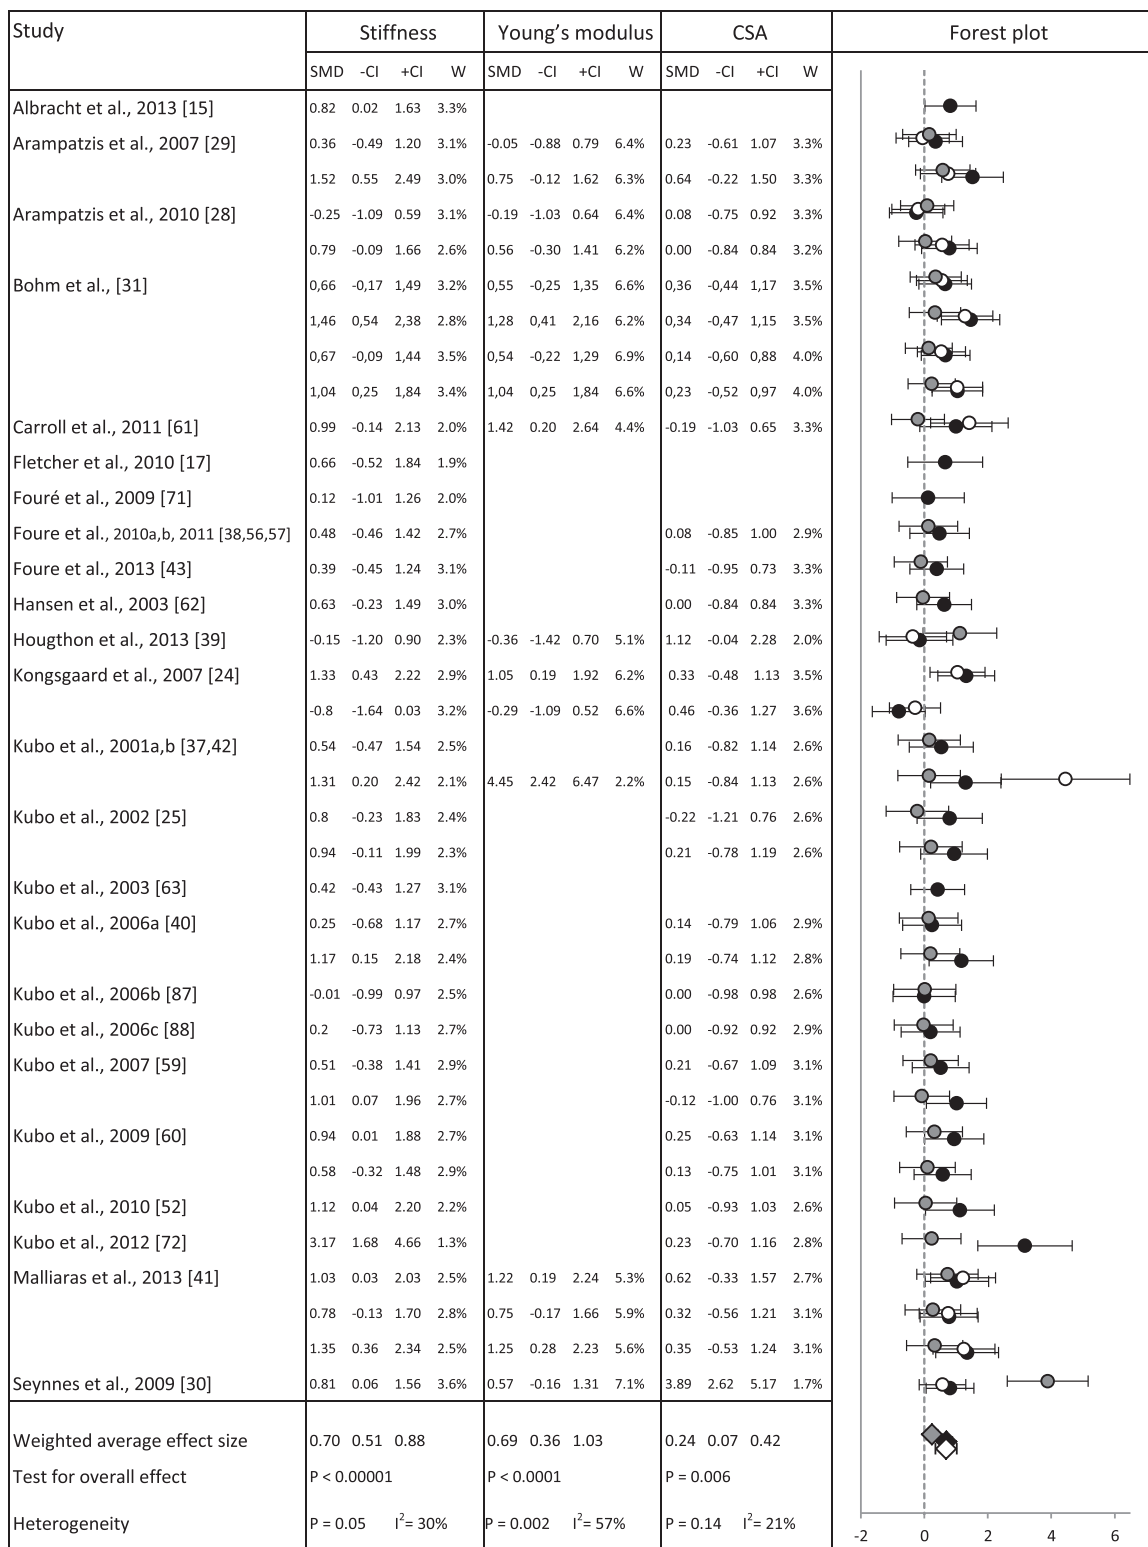 Study Stiffness Young's modulus CSA Forest plot
SMD -CI +CI W SMD -CI +CI W SMD -CI +CI W
Albracht et al., 2013 [15] 0.82 0.02 1.63 3.3%
Arampatzis et al., 2007 [29] 0.36 -0.49 1.20 3.1% -0.05 -0.88 0.79 6.4% 0.23 -0.61 1.07 3.3%
1.52 0.55 2.49 3.0% 0.75 -0.12 1.62 6.3% 0.64 -0.22 1.50 3.3%
Arampatzis et al., 2010 [28] -0.25 -1.09 0.59 3.1% -0.19 -1.03 0.64 6.4% 0.08 -0.75 0.92 3.3%
0.79 -0.09 1.66 2.6% 0.56 -0.30 1.41 6.2% 0.00 -0.84 0.84 3.2%
Bohm et al., [31] 0,66 -0,17 1,49 3.2% 0,55 -0,25 1,35 6.6% 0,36 -0,44 1,17 3.5%
1,46 0,54 2,38 2.8% 1,28 0,41 2,16 6.2% 0,34 -0,47 1,15 3.5%
0,67 -0,09 1,44 3.5% 0,54 -0,22 1,29 6.9% 0,14 -0,60 0,88 4.0%
1,04 0,25 1,84 3.4% 1,04 0,25 1,84 6.6% 0,23 -0,52 0,97 4.0%
Carroll et al., 2011 [61] 0.99 -0.14 2.13 2.0% 1.42 0.20 2.64 4.4% -0.19 -1.03 0.65 3.3%
Fletcher et al., 2010 [17] 0.66 -0.52 1.84 1.9%
Fouré et al., 2009 [71] 0.12 -1.01 1.26 2.0%
Foure et al., 2010a,b, 2011 [38,56,57] 0.48 -0.46 1.42 2.7% 0.08 -0.85 1.00 2.9%
Foure et al., 2013 [43] 0.39 -0.45 1.24 3.1% -0.11 -0.95 0.73 3.3%
Hansen et al., 2003 [62] 0.63 -0.23 1.49 3.0% 0.00 -0.84 0.84 3.3%
Hougthon et al., 2013 [39] -0.15 -1.20 0.90 2.3% -0.36 -1.42 0.70 5.1% 1.12 -0.04 2.28 2.0%
Kongsgaard et al., 2007 [24] 1.33 0.43 2.22 2.9% 1.05 0.19 1.92 6.2% 0.33 -0.48 1.13 3.5%
-0.8 -1.64 0.03 3.2% -0.29 -1.09 0.52 6.6% 0.46 -0.36 1.27 3.6%
Kubo et al., 2001a,b [37,42] 0.54 -0.47 1.54 2.5% 0.16 -0.82 1.14 2.6%
1.31 0.20 2.42 2.1% 4.45 2.42 6.47 2.2% 0.15 -0.84 1.13 2.6%
Kubo et al., 2002 [25] 0.8 -0.23 1.83 2.4% -0.22 -1.21 0.76 2.6%
0.94 -0.11 1.99 2.3% 0.21 -0.78 1.19 2.6%
Kubo et al., 2003 [63] 0.42 -0.43 1.27 3.1%
Kubo et al., 2006a [40] 0.25 -0.68 1.17 2.7% 0.14 -0.79 1.06 2.9%
1.17 0.15 2.18 2.4% 0.19 -0.74 1.12 2.8%
Kubo et al., 2006b [87] -0.01 -0.99 0.97 2.5% 0.00 -0.98 0.98 2.6%
Kubo et al., 2006c [88] 0.2 -0.73 1.13 2.7% 0.00 -0.92 0.92 2.9%
Kubo et al., 2007 [59] 0.51 -0.38 1.41 2.9% 0.21 -0.67 1.09 3.1%
1.01 0.07 1.96 2.7% -0.12 -1.00 0.76 3.1%
Kubo et al., 2009 [60] 0.94 0.01 1.88 2.7% 0.25 -0.63 1.14 3.1%
0.58 -0.32 1.48 2.9% 0.13 -0.75 1.01 3.1%
Kubo et al., 2010 [52] 1.12 0.04 2.20 2.2% 0.05 -0.93 1.03 2.6%
Kubo et al., 2012 [72] 3.17 1.68 4.66 1.3% 0.23 -0.70 1.16 2.8%
Malliaras et al., 2013 [41] 1.03 0.03 2.03 2.5% 1.22 0.19 2.24 5.3% 0.62 -0.33 1.57 2.7%
0.78 -0.13 1.70 2.8% 0.75 -0.17 1.66 5.9% 0.32 -0.56 1.21 3.1%
1.35 0.36 2.34 2.5% 1.25 0.28 2.23 5.6% 0.35 -0.53 1.24 3.1%
Seynnes et al., 2009 [30] 0.81 0.06 1.56 3.6% 0.57 -0.16 1.31 7.1% 3.89 2.62 5.17 1.7%
Weighted average effect size 0.70 0.51 0.88 0.69 0.36 1.03 0.24 0.07 0.42
Test for overall effect P < 0.00001 P < 0.0001 P = 0.006
Heterogeneity P = 0.05 I²= 30% P = 0.002 I²= 57% P = 0.14 I²= 21%
-2 0 2 4 6